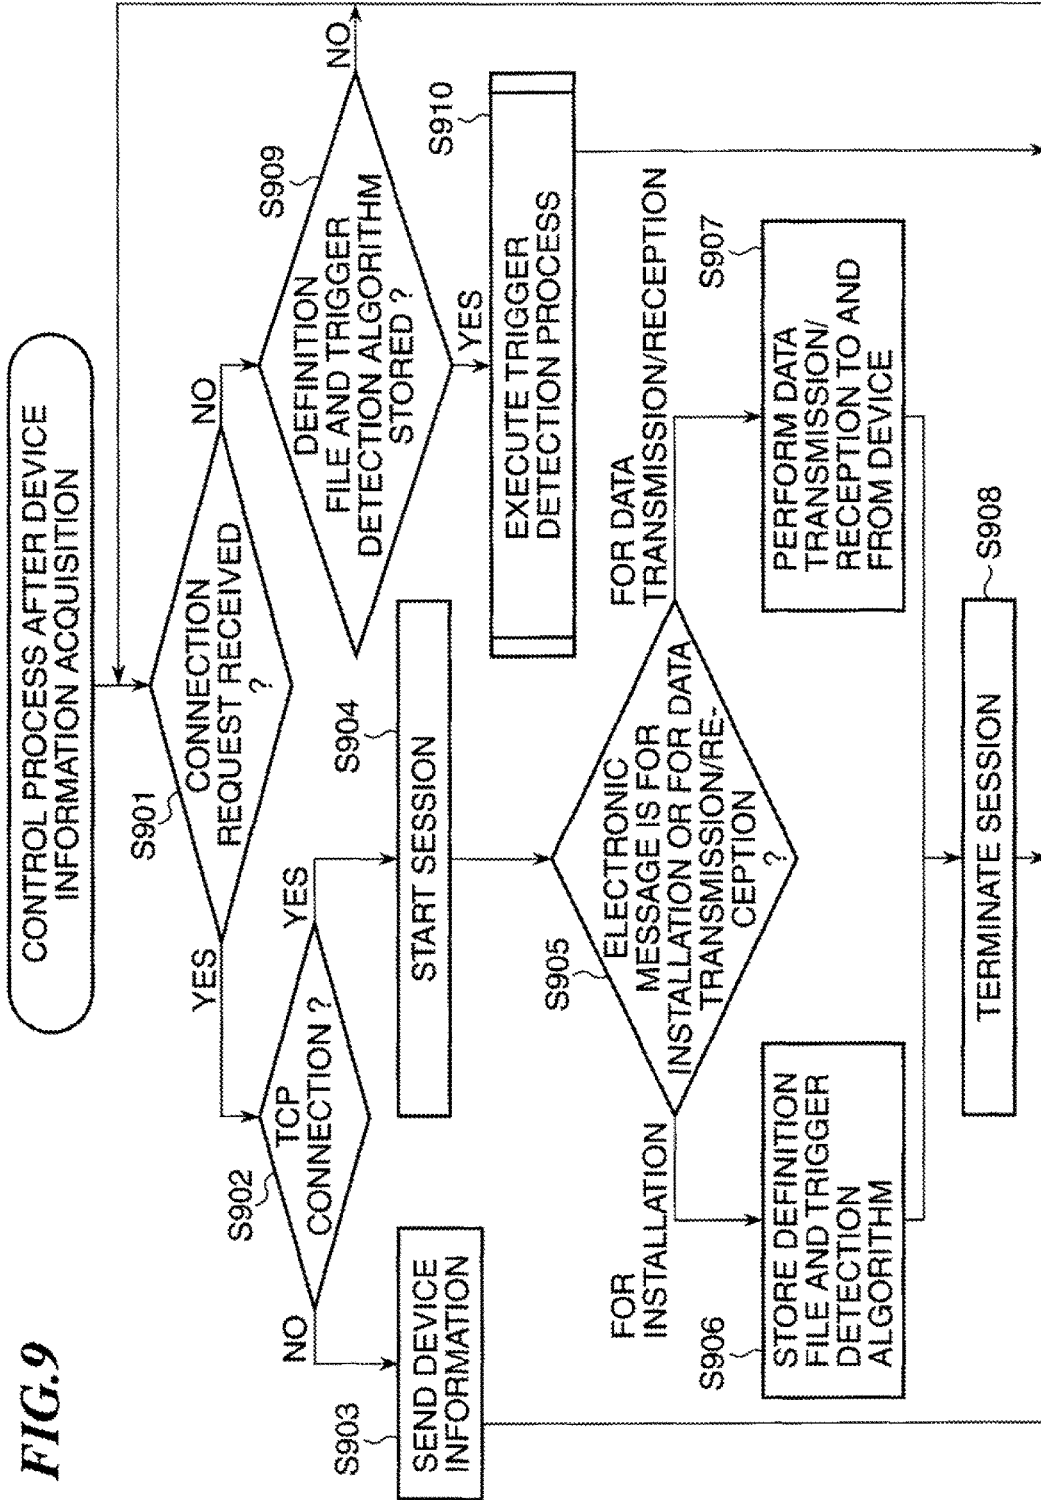 FIG.9
CONTROL PROCESS AFTER DEVICE
INFORMATION ACQUISITION
S901
CONNECTION
REQUEST RECEIVED
?
YES
NO
S902
TCP
CONNECTION ?
NO
YES
S909
DEFINITION
FILE AND TRIGGER
DETECTION ALGORITHM
STORED ?
NO
YES
S903
SEND DEVICE
INFORMATION
S904
START SESSION
S910
EXECUTE TRIGGER
DETECTION PROCESS
S905
ELECTRONIC
MESSAGE IS FOR
INSTALLATION OR FOR DATA
TRANSMISSION/RE-
CEPTION
?
FOR
INSTALLATION
FOR DATA
TRANSMISSION/RECEPTION
S906
STORE DEFINITION
FILE AND TRIGGER
DETECTION
ALGORITHM
S907
PERFORM DATA
TRANSMISSION/
RECEPTION TO AND
FROM DEVICE
S908
TERMINATE SESSION